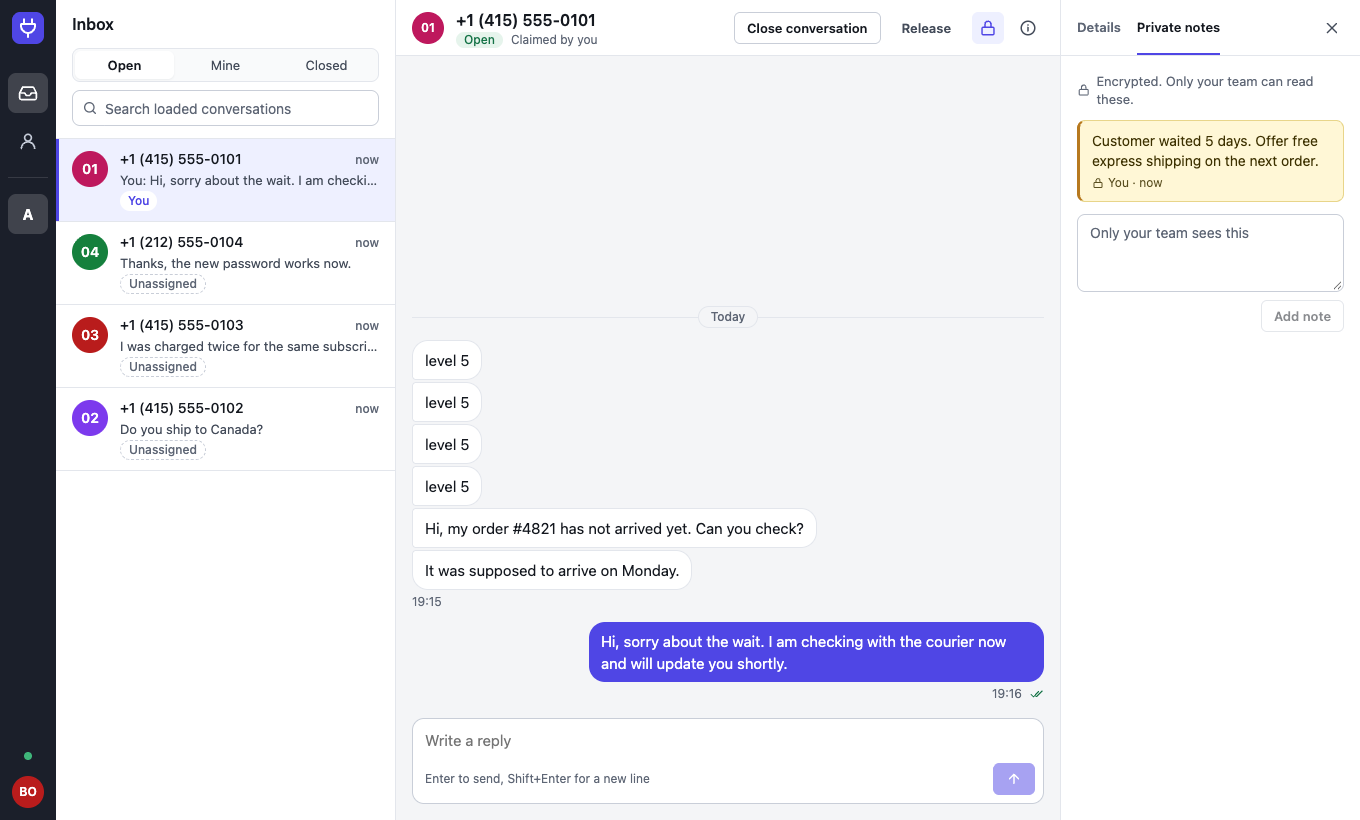 Inbox
Open
Mine
Closed
Search loaded conversations
01
+1 (415) 555-0101
now
You: Hi, sorry about the wait. I am checki...
You
04
+1 (212) 555-0104
now
Thanks, the new password works now.
Unassigned
03
+1 (415) 555-0103
now
I was charged twice for the same subscri...
Unassigned
02
+1 (415) 555-0102
now
Do you ship to Canada?
Unassigned
A
BO
01
+1 (415) 555-0101
Open
Claimed by you
Close conversation
Release
Today
level 5
level 5
level 5
level 5
Hi, my order #4821 has not arrived yet. Can you check?
It was supposed to arrive on Monday.
19:15
Hi, sorry about the wait. I am checking with the courier now
and will update you shortly.
19:16
Write a reply
Enter to send, Shift+Enter for a new line
Details
Private notes
Encrypted. Only your team can read
these.
Customer waited 5 days. Offer free
express shipping on the next order.
You · now
Only your team sees this
Add note